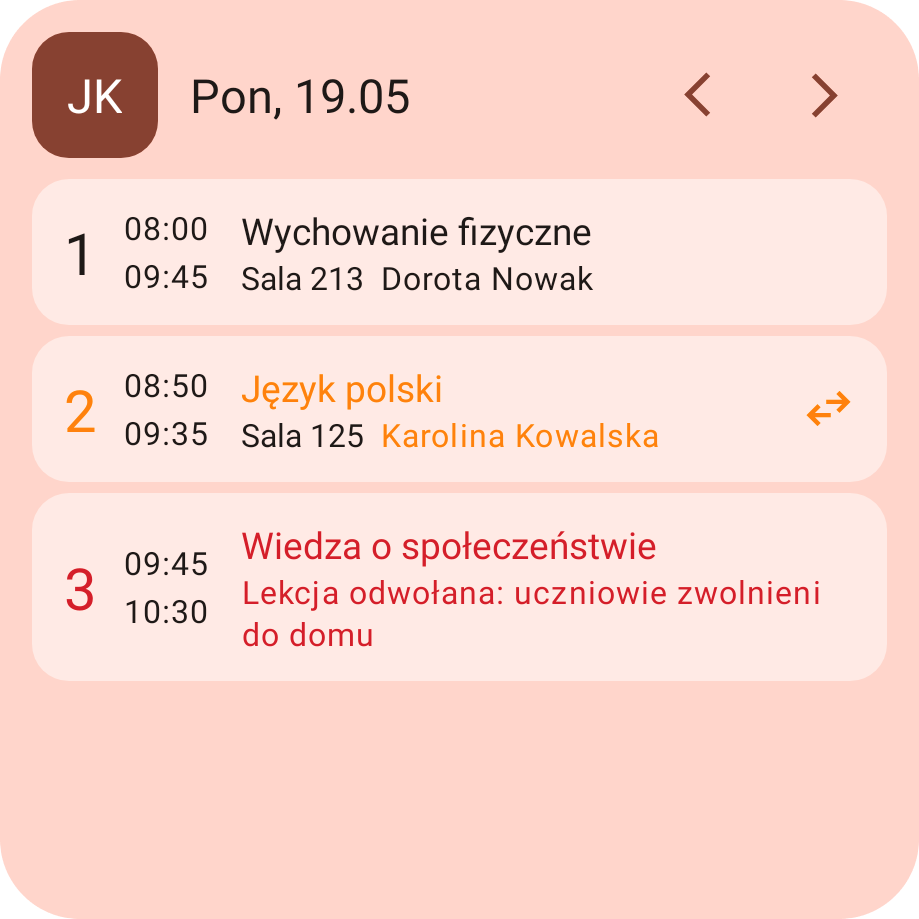 JK Pon, 19.05
1 08:00 Wychowanie fizyczne
09:45 Sala 213 Dorota Nowak
2 08:50 Język polski
09:35 Sala 125 Karolina Kowalska
3 09:45 Wiedza o społeczeństwie
10:30 Lekcja odwołana: uczniowie zwolnieni
do domu